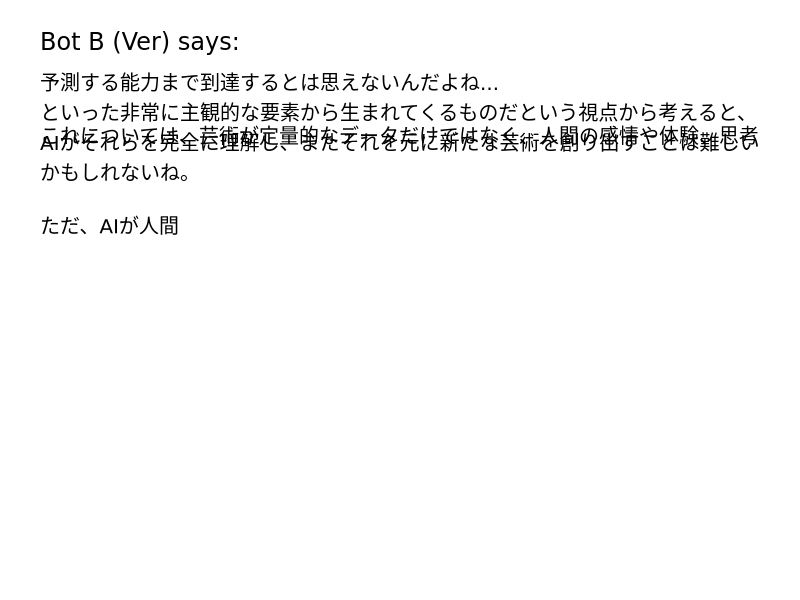 Bot B (Ver) says:
予測する能力まで到達するとは思えないんだよね...
といった非常に主観的な要素から生まれてくるものだという視点から考えると、
これについては、芸術が定量的なデータだけではなく、人間の感情や体験、思考
AIがそれらを完全に理解し、またそれを元に新たな芸術を創り出すことは難しい
かもしれないね。
ただ、AIが人間